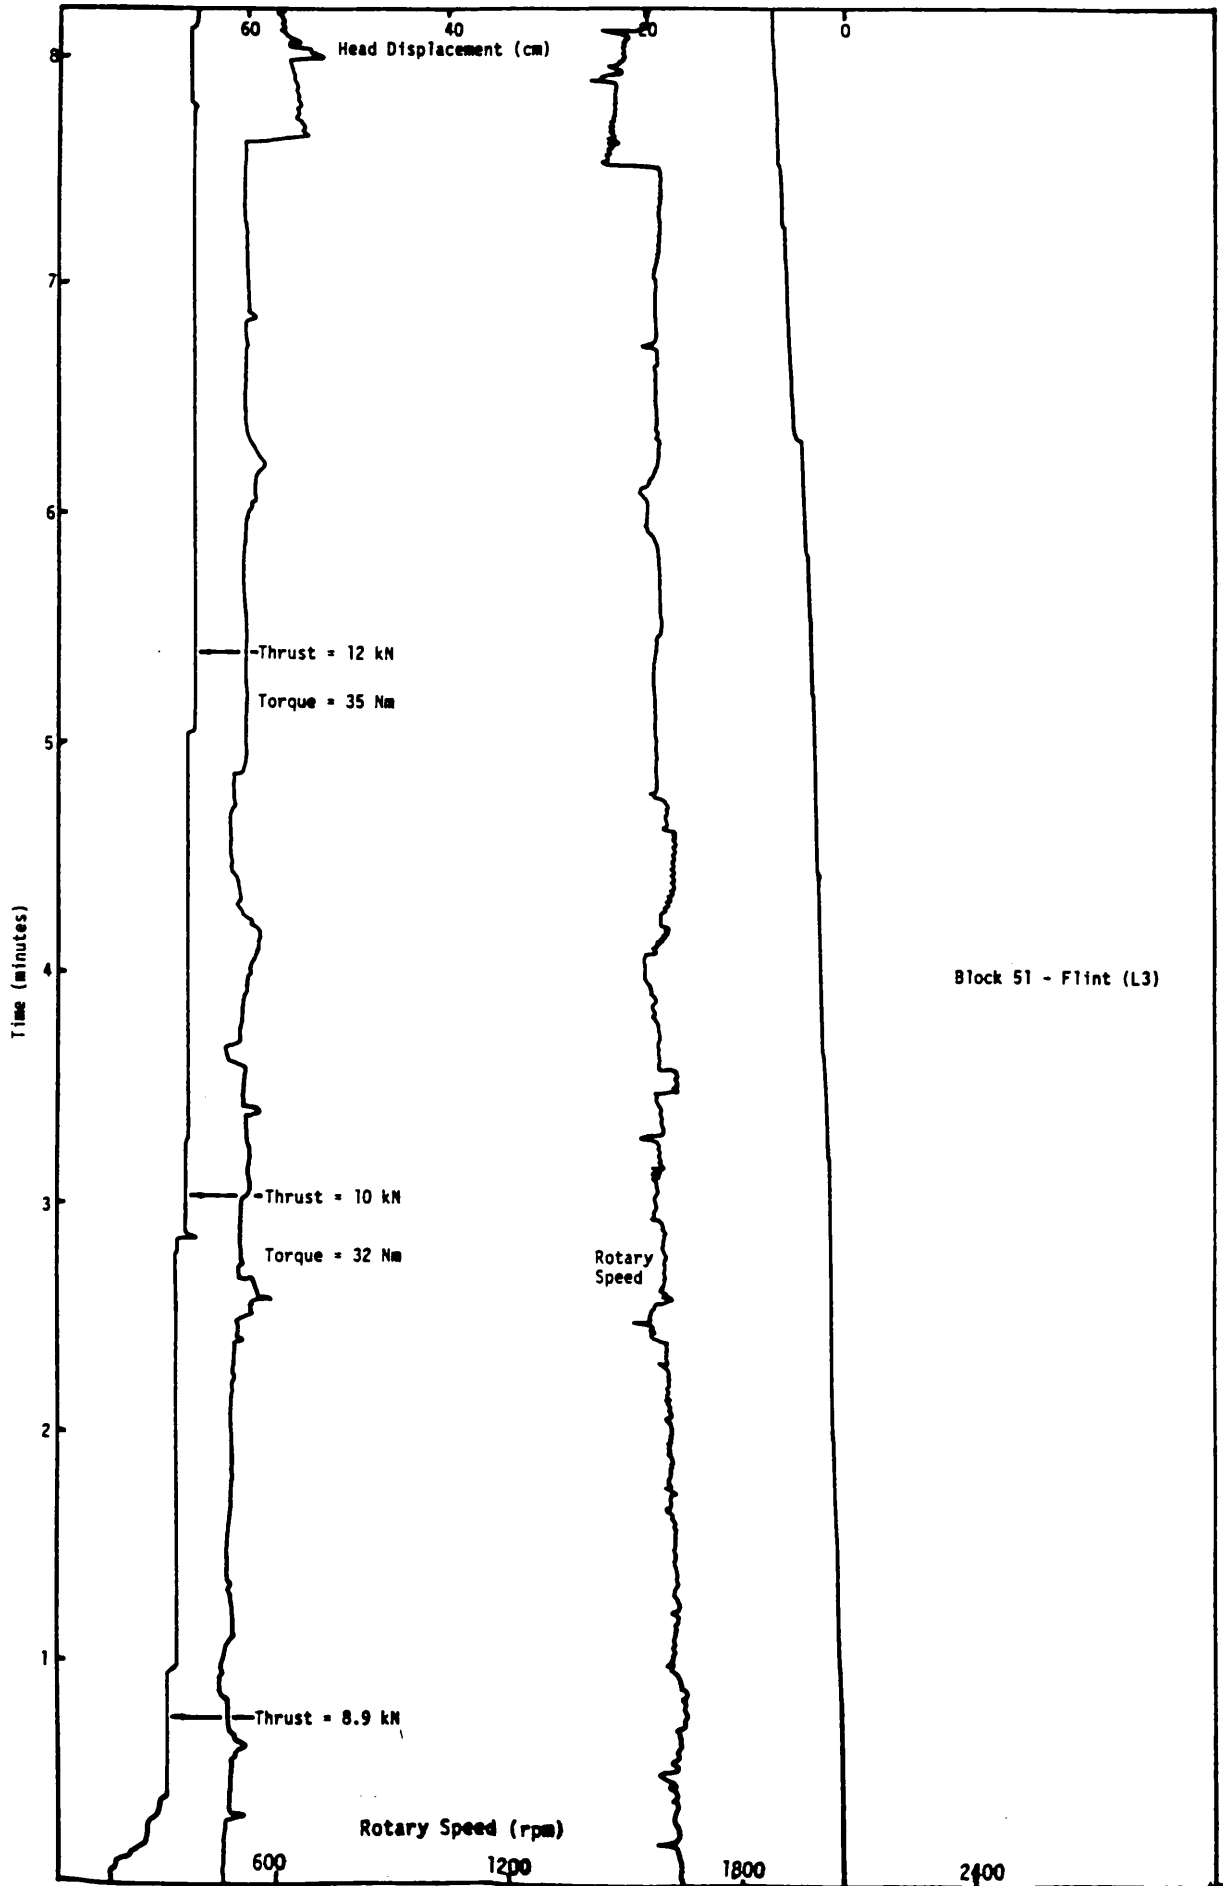 60 40 20 0
Head Displacement (cm)
8
7
6
Thrust = 12 kN
Torque = 35 Nm
5
Time (minutes)
4
Block 51 - Flint (L3)
3
Thrust = 10 kN
Torque = 32 Nm
Rotary
Speed
2
1
Thrust = 8.9 kN
Rotary Speed (rpm)
600 1200 1800 2400